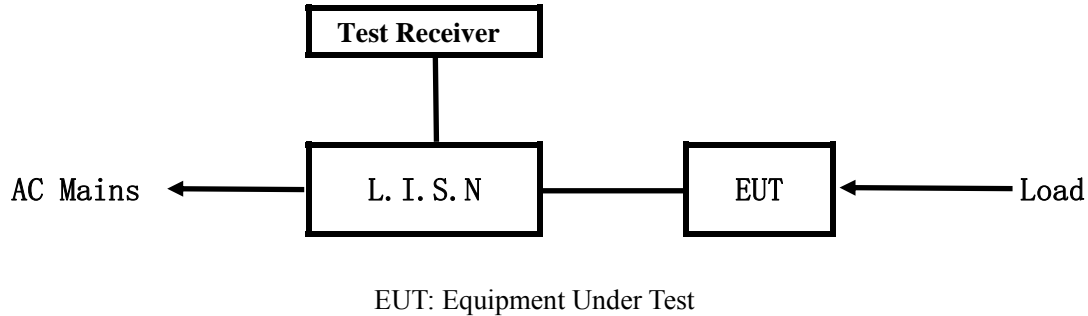 Test Receiver
AC Mains L.I.S.N EUT Load
EUT: Equipment Under Test